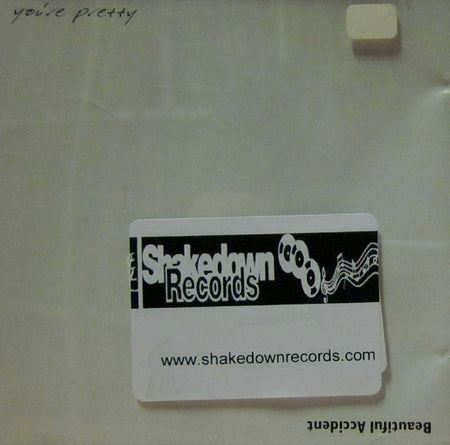 you're pretty
Shakedown
Records
www.shakedownrecords.com
Beautiful Accident